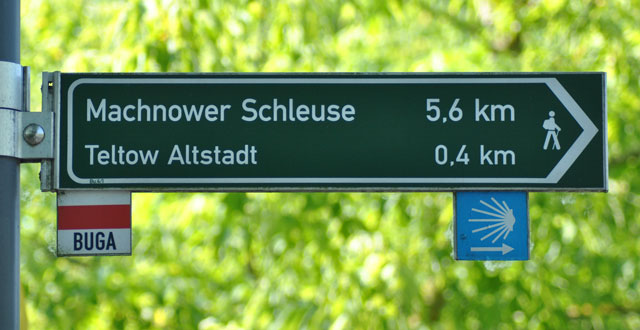 Machnower Schleuse 5,6 km
Teltow Altstadt 0,4 km
BUGA